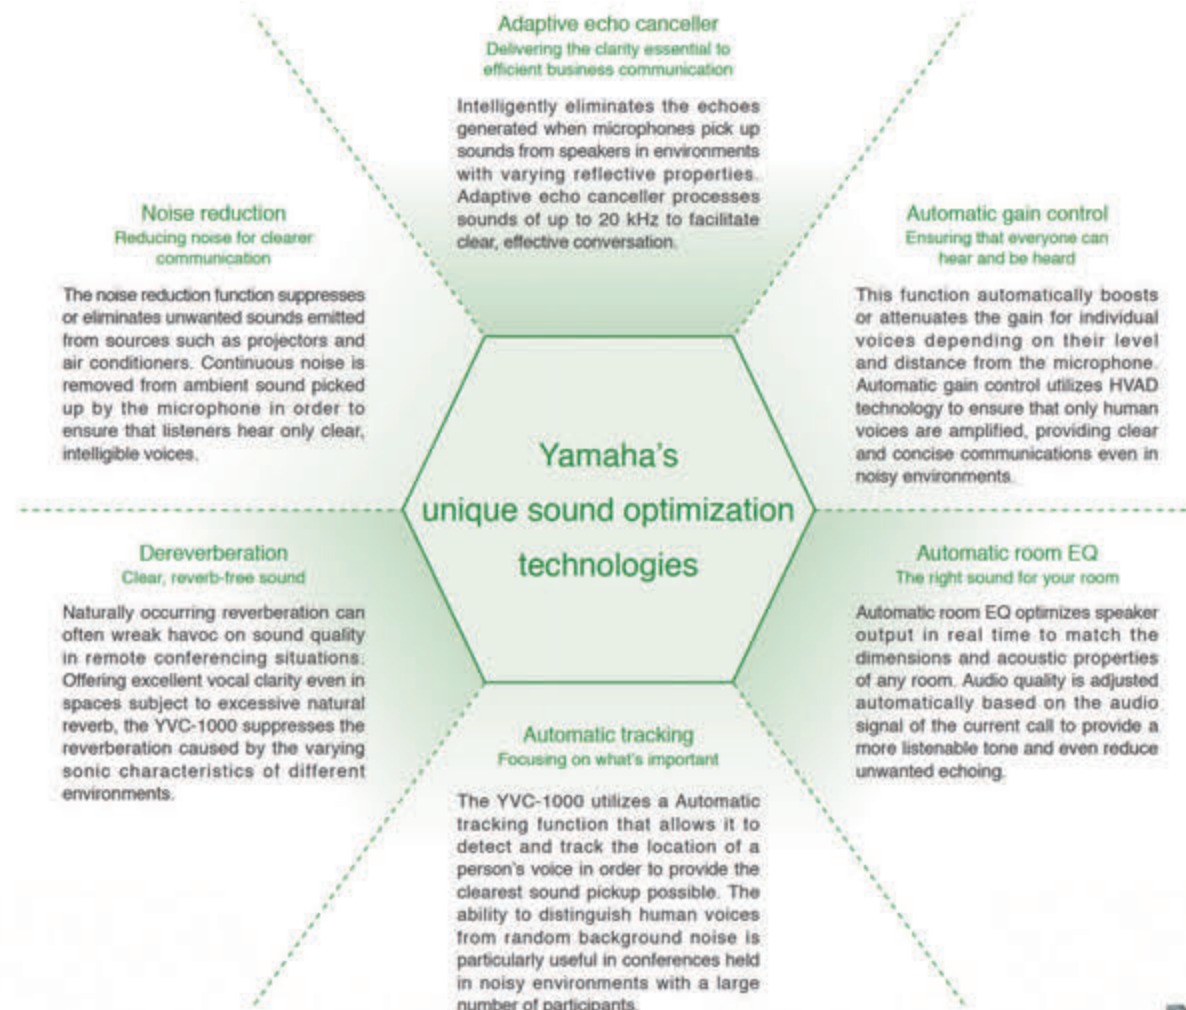 Adaptive echo canceller
Delivering the clarity essential to
efficient business communication
Intelligently eliminates the echoes
generated when microphones pick up
sounds from speakers in environments
with varying reflective properties.
Adaptive echo canceller processes
sounds of up to 20 kHz to facilitate
clear, effective conversation.
Noise reduction
Reducing noise for clearer
communication
The noise reduction function suppresses
or eliminates unwanted sounds emitted
from sources such as projectors and
air conditioners. Continuous noise is
removed from ambient sound picked
up by the microphone in order to
ensure that listeners hear only clear,
intelligible voices.
Automatic gain control
Ensuring that everyone can
hear and be heard
This function automatically boosts
or attenuates the gain for individual
voices depending on their level
and distance from the microphone.
Automatic gain control utilizes HVAD
technology to ensure that only human
voices are amplified, providing clear
and concise communications even in
noisy environments.
Yamaha's
unique sound optimization
technologies
Dereverberation
Clear, reverb-free sound
Naturally occurring reverberation can
often wreak havoc on sound quality
in remote conferencing situations.
Offering excellent vocal clarity even in
spaces subject to excessive natural
reverb, the YVC-1000 suppresses the
reverberation caused by the varying
sonic characteristics of different
environments.
Automatic room EQ
The right sound for your room
Automatic room EQ optimizes speaker
output in real time to match the
dimensions and acoustic properties
of any room. Audio quality is adjusted
automatically based on the audio
signal of the current call to provide a
more listenable tone and even reduce
unwanted echoing.
Automatic tracking
Focusing on what's important
The YVC-1000 utilizes a Automatic
tracking function that allows it to
detect and track the location of a
person's voice in order to provide the
clearest sound pickup possible. The
ability to distinguish human voices
from random background noise is
particularly useful in conferences held
in noisy environments with a large
number of participants.